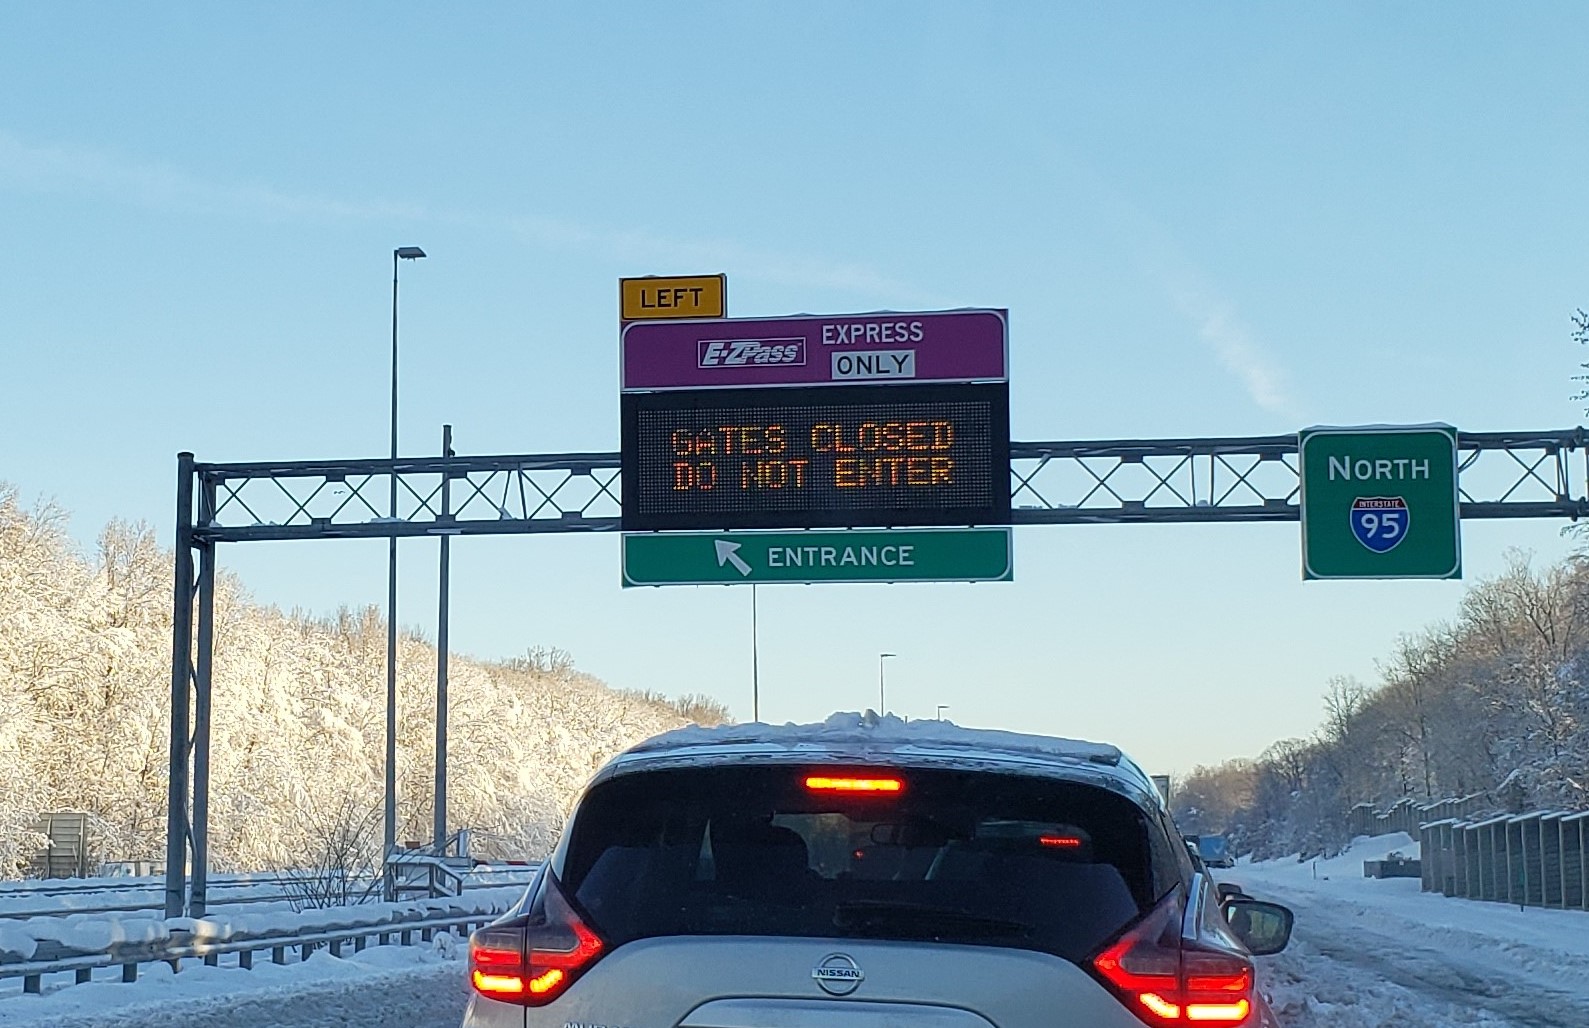 LEFT
E-ZPass EXPRESS
ONLY
GATES CLOSED
DO NOT ENTER
ENTRANCE
NORTH
INTERSTATE
95
NISSAN